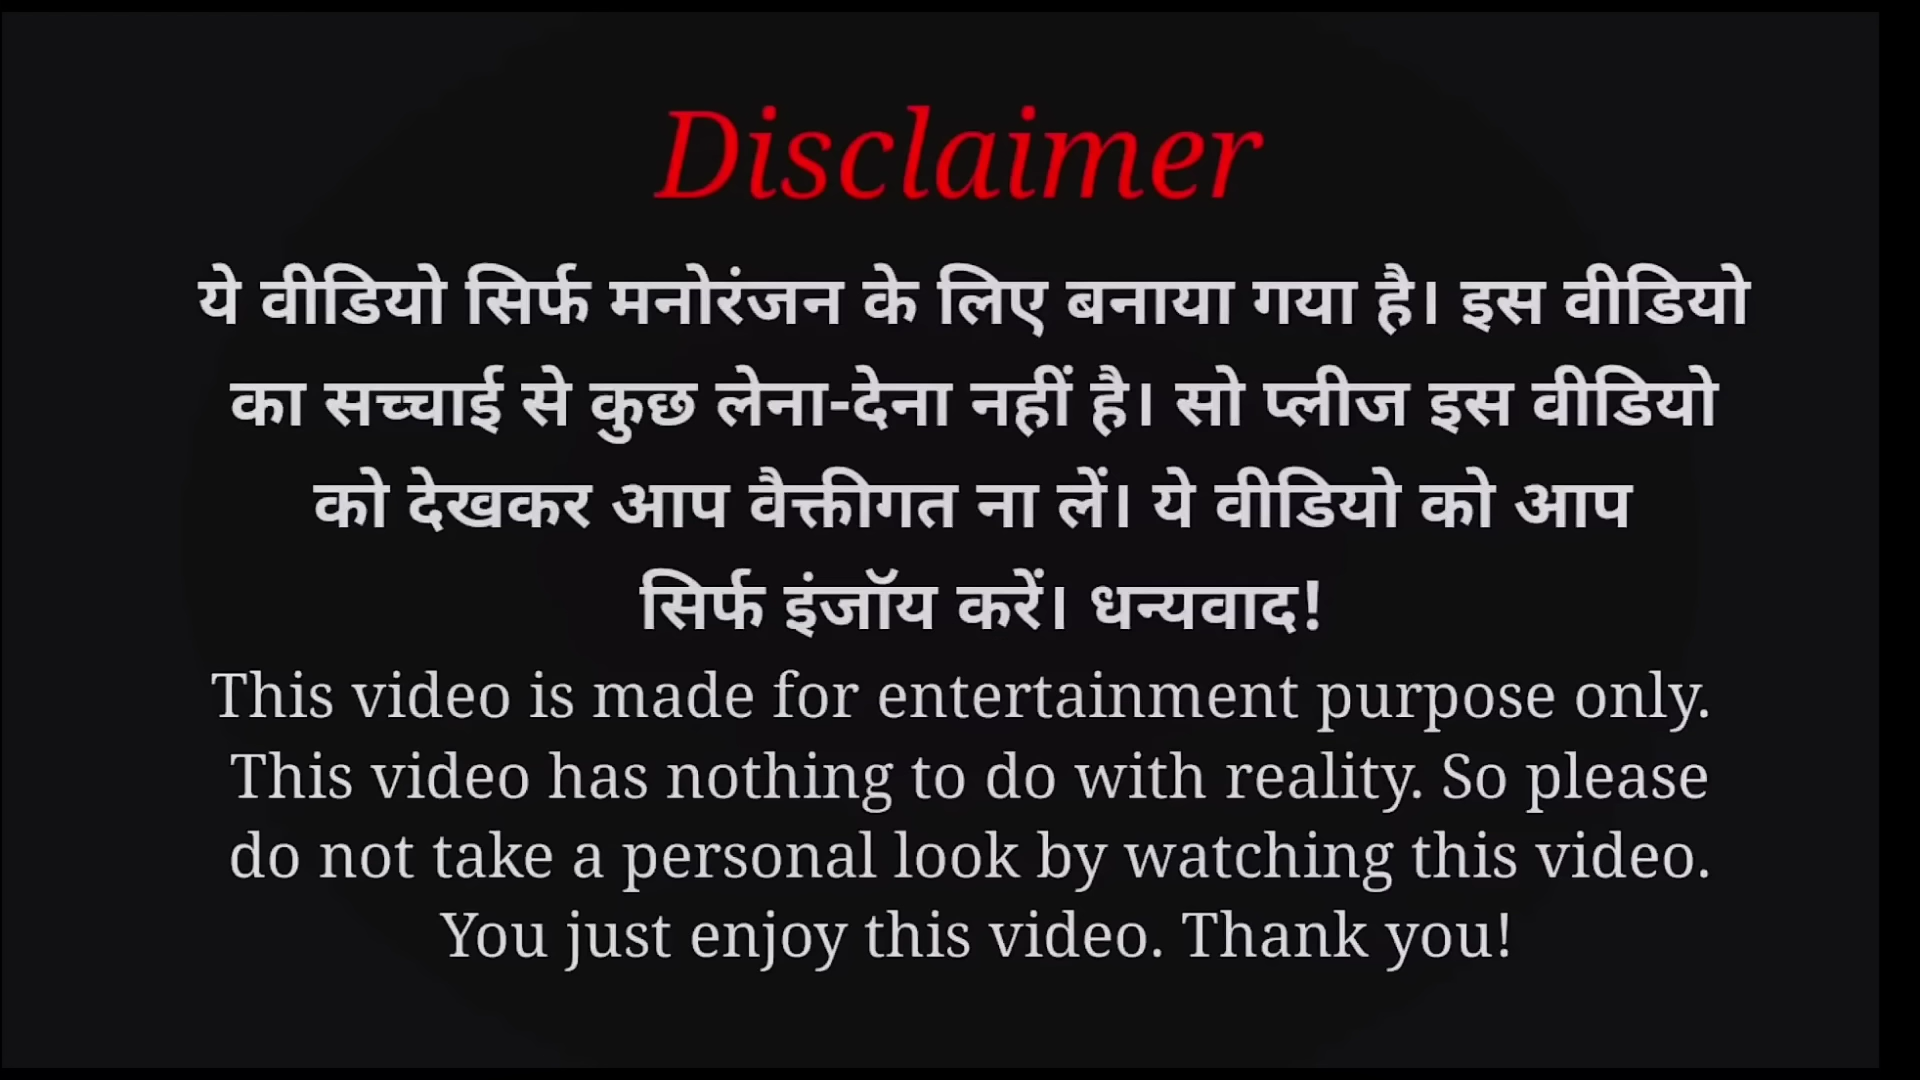 Disclaimer
ये वीडियो सिर्फ मनोरंजन के लिए बनाया गया है। इस वीडियो
का सच्चाई से कुछ लेना-देना नहीं है। सो प्लीज इस वीडियो
को देखकर आप वैक्तीगत ना लें। ये वीडियो को आप
सिर्फ इंजॉय करें। धन्यवाद!
This video is made for entertainment purpose only.
This video has nothing to do with reality. So please
do not take a personal look by watching this video.
You just enjoy this video. Thank you!